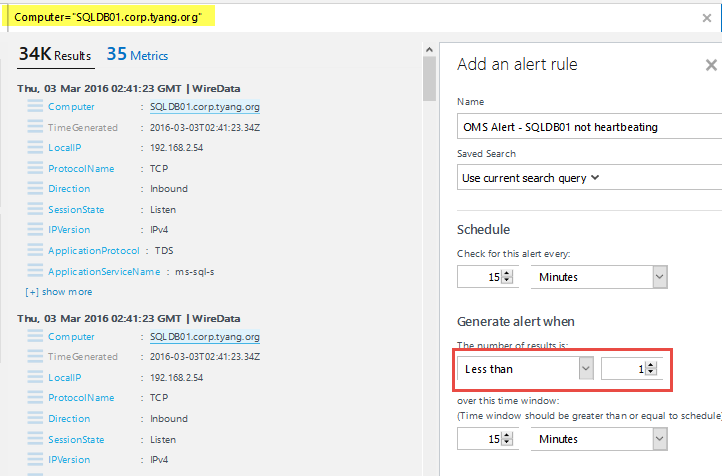 Computer="SQLDB01.corp.tyang.org"
34K Results 35 Metrics
Thu, 03 Mar 2016 02:41:23 GMT | WireData
Computer : SQLDB01.corp.tyang.org
TimeGenerated : 2016-03-03T02:41:23.34Z
LocalIP : 192.168.2.54
ProtocolName : TCP
Direction : Inbound
SessionState : Listen
IPVersion : IPv4
ApplicationProtocol : TDS
ApplicationServiceName : ms-sql-s
[+] show more
Thu, 03 Mar 2016 02:41:23 GMT | WireData
Computer : SQLDB01.corp.tyang.org
TimeGenerated : 2016-03-03T02:41:23.34Z
LocalIP : 192.168.2.54
ProtocolName : TCP
Direction : Inbound
SessionState : Listen
IPVersion : IPv4
Add an alert rule
Name
OMS Alert - SQLDB01 not heartbeating
Saved Search
Use current search query
Schedule
Check for this alert every:
15 Minutes
Generate alert when
The number of results is:
Less than 1
over this time window:
(Time window should be greater than or equal to schedule)
15 Minutes